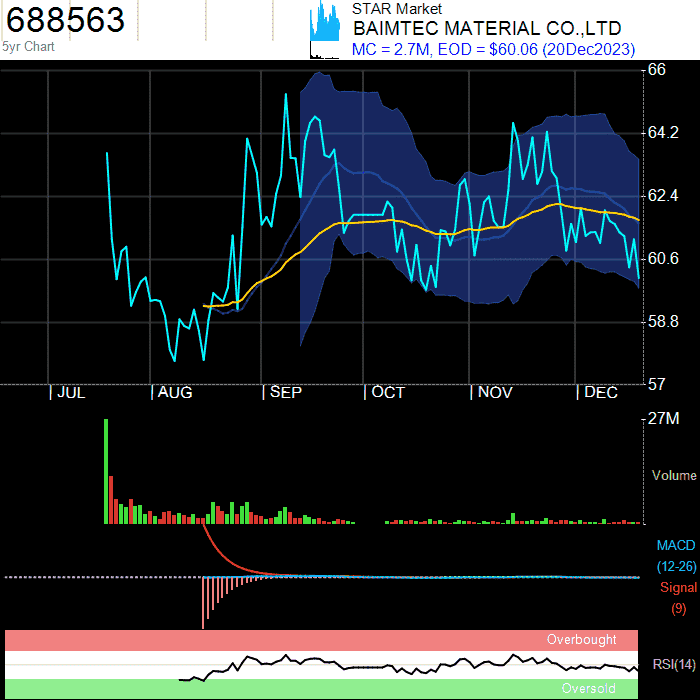 688563
5yr Chart
STAR Market
BAIMTEC MATERIAL CO.,LTD
MC = 2.7M, EOD = $60.06 (20Dec2023)
66
64.2
62.4
60.6
58.8
57
JUL AUG SEP OCT NOV DEC
27M
Volume
MACD
(12-26)
Signal
(9)
Overbought
RSI(14)
Oversold